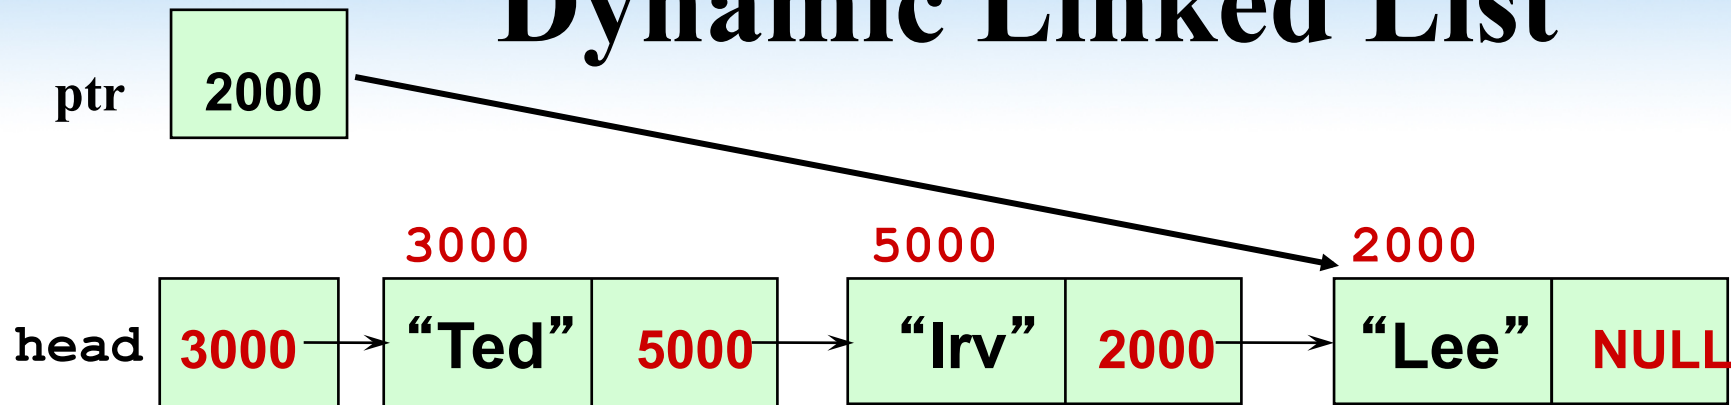 Dynamic Linked List
ptr 2000
3000 5000 2000
head 3000 “Ted” 5000 “Irv” 2000 “Lee” NULL